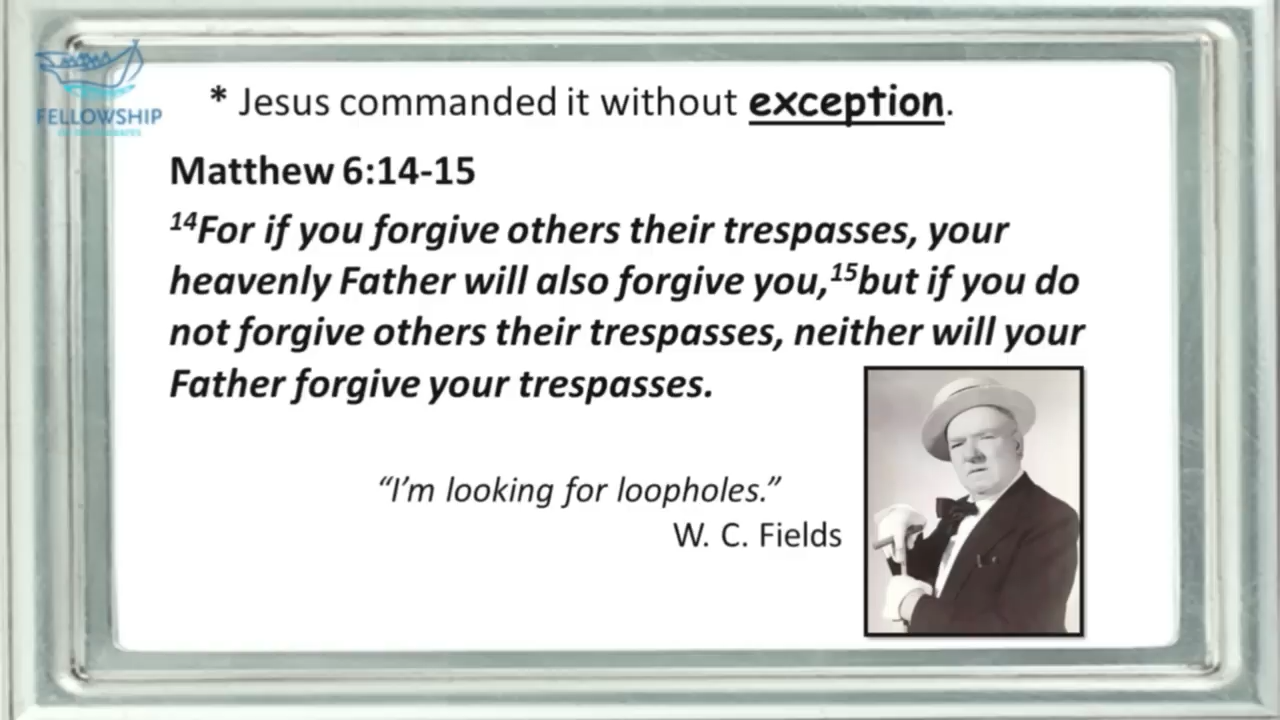 FELLOWSHIP
* Jesus commanded it without exception.
Matthew 6:14-15
14For if you forgive others their trespasses, your
heavenly Father will also forgive you,15but if you do
not forgive others their trespasses, neither will your
Father forgive your trespasses.
“I’m looking for loopholes.”
W. C. Fields